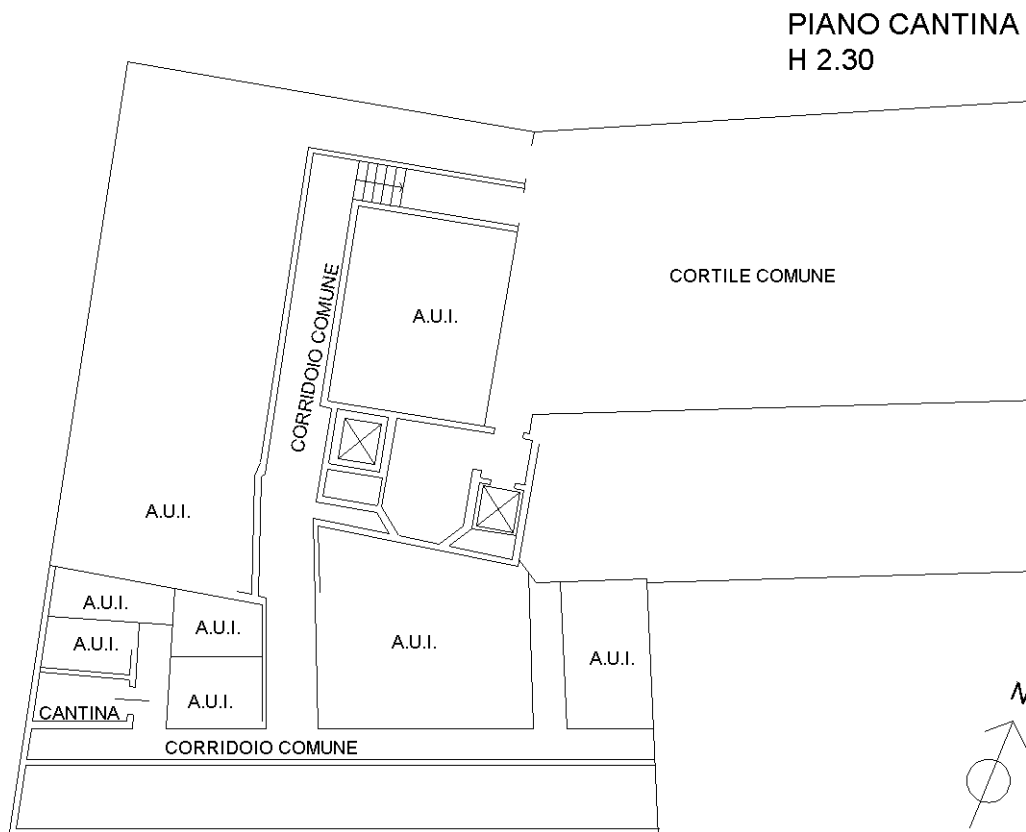 PIANO CANTINA
H 2.30
CORTILE COMUNE
CORRIDOIO COMUNE
A.U.I.
A.U.I.
A.U.I.
A.U.I.
A.U.I.
A.U.I.
A.U.I.
A.U.I.
CANTINA
CORRIDOIO COMUNE
N